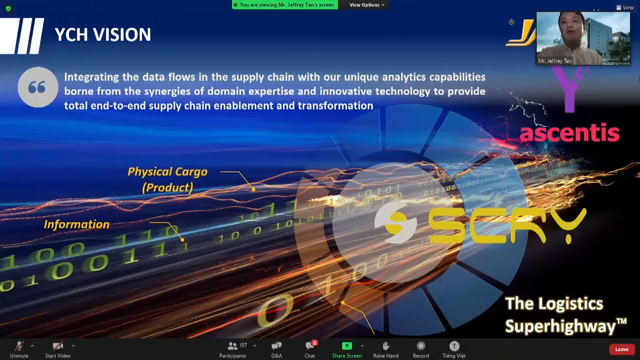 You are viewing Mr. Jeffrey Tan's screen
View Options
View
YCH VISION
Mr. Jeffrey Tan
Integrating the data flows in the supply chain with our unique analytics capabilities
borne from the synergies of domain expertise and innovative technology to provide
total end-to-end supply chain enablement and transformation
Y
ascentis
Physical Cargo
(Product)
Information
SCRY
The Logistics
Superhighway™
Unmute
Start Video
Participants
157
Q&A
Chat
Share Screen
Raise Hand
Record
Tiếng Việt
Leave